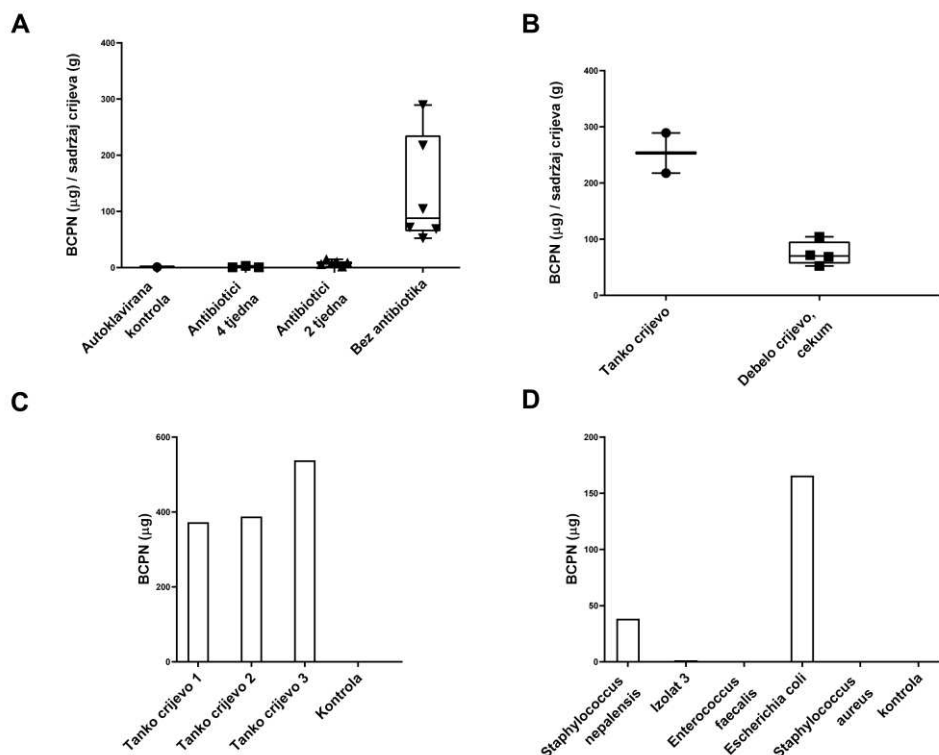 A
BCPN (µg) / sadržaj crijeva (g)
400
300
200
100
0
Autoklavirana
kontrola
Antibiotici
4 tjedna
Antibiotici
2 tjedna
Bez antibiotika
B
BCPN (µg) / sadržaj crijeva (g)
400
300
200
100
0
Tanko crijevo
Debelo crijevo,
cekum
C
BCPN (µg)
600
400
200
0
Tanko crijevo 1
Tanko crijevo 2
Tanko crijevo 3
Kontrola
D
BCPN (µg)
200
150
100
50
0
Staphylococcus
nepalensis
Izolat 3
Enterococcus
faecalis
Escherichia coli
Staphylococcus
aureus
kontrola